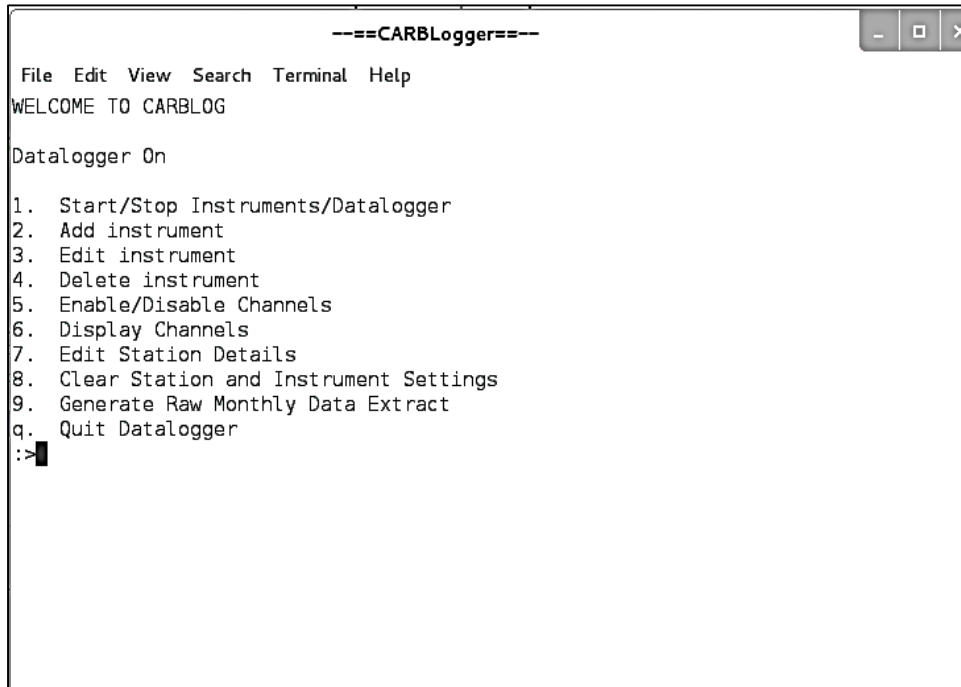 --==CARBLogger==--
File Edit View Search Terminal Help
WELCOME TO CARBLOG
Datalogger On
1. Start/Stop Instruments/Datalogger
2. Add instrument
3. Edit instrument
4. Delete instrument
5. Enable/Disable Channels
6. Display Channels
7. Edit Station Details
8. Clear Station and Instrument Settings
9. Generate Raw Monthly Data Extract
q. Quit Datalogger
:>